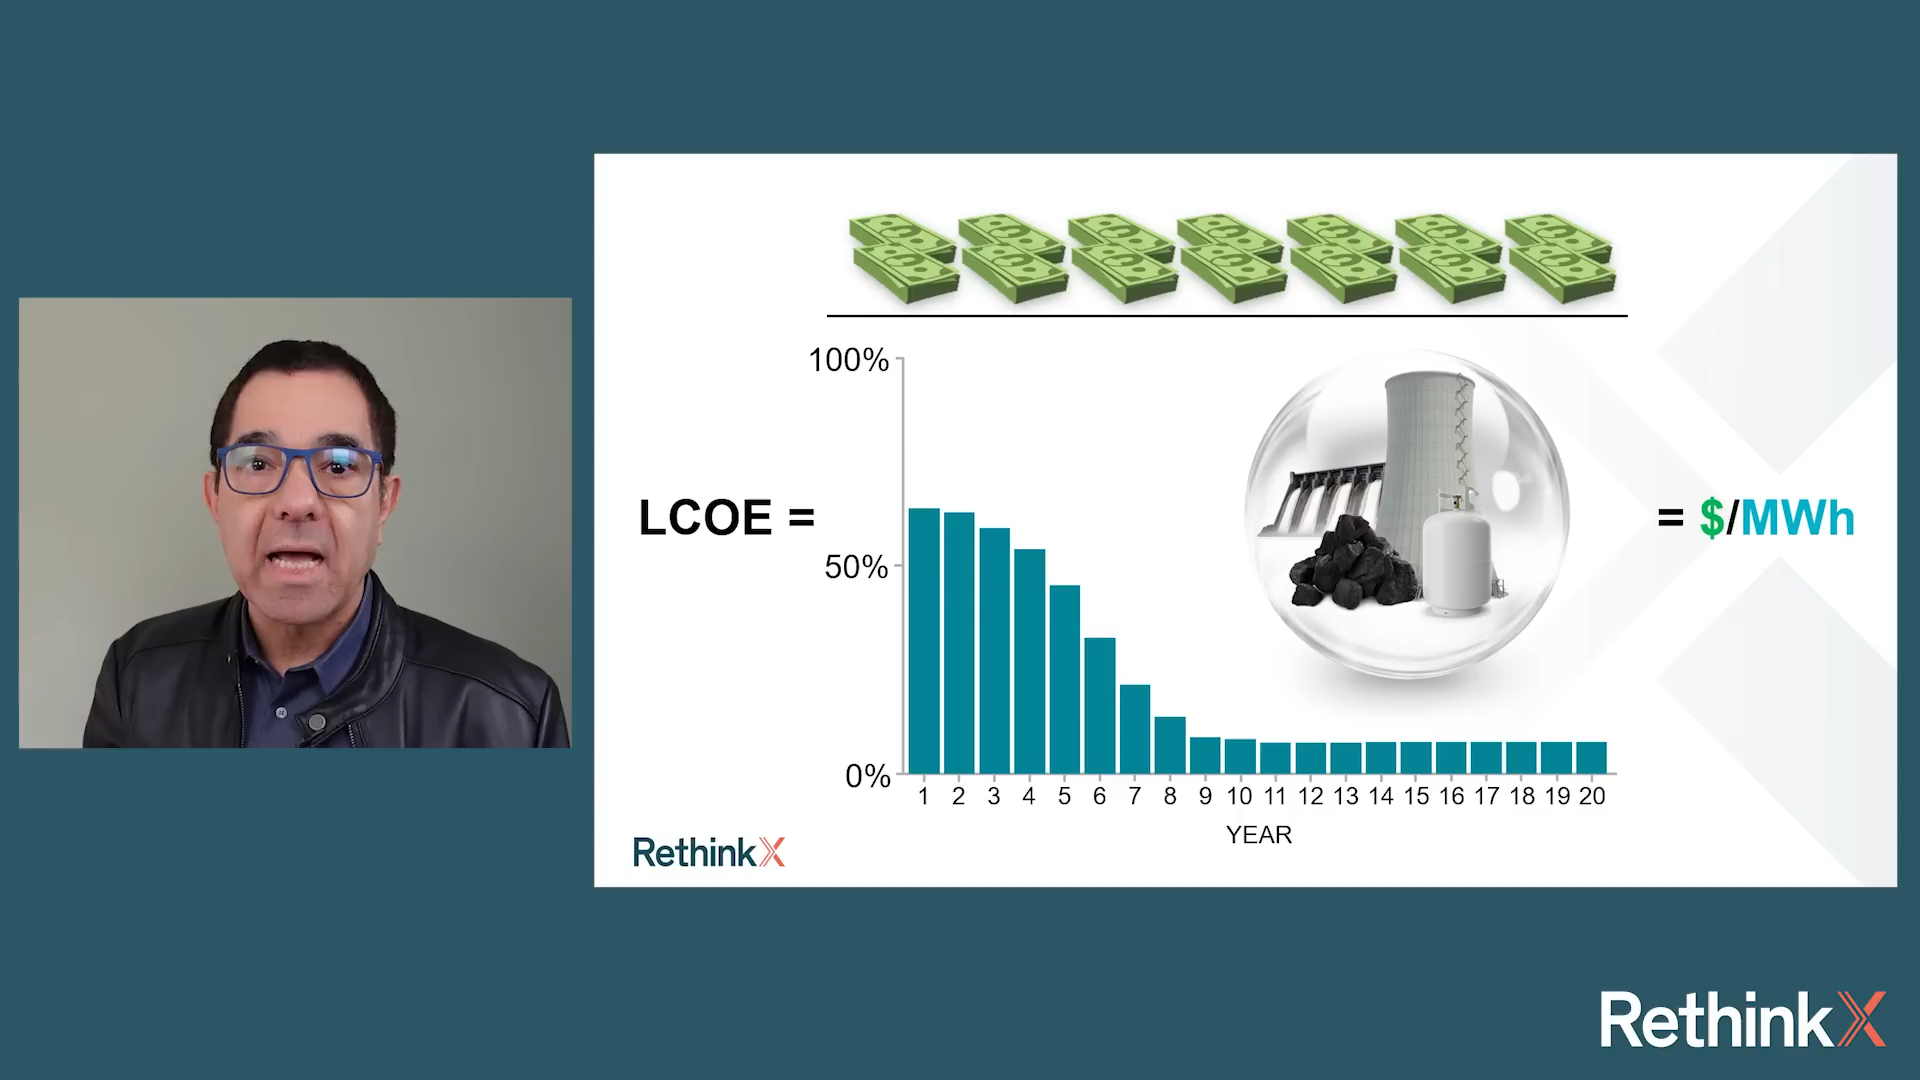 100%
LCOE =
= $/MWh
50%
0%
1 2 3 4 5 6 7 8 9 10 11 12 13 14 15 16 17 18 19 20
YEAR
RethinkX
RethinkX